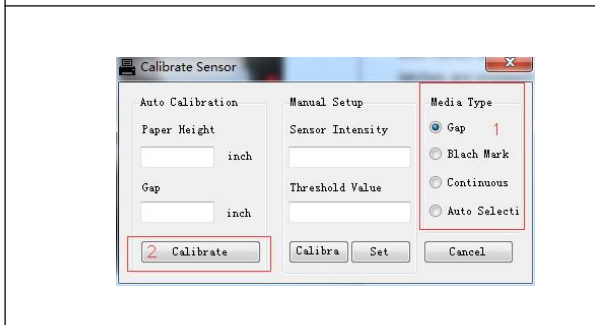 Calibrate Sensor
Auto Calibration
Paper Height
inch
Gap
inch
2 Calibrate
Manual Setup
Sensor Intensity
Threshold Value
Calibra Set
Media Type
Gap 1
Blach Mark
Continuous
Auto Selecti
Cancel